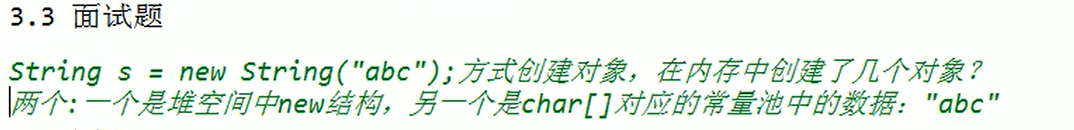 3.3 面试题
String s = new String("abc");方式创建对象，在内存中创建了几个对象？
两个:一个是堆空间中new结构，另一个是char[]对应的常量池中的数据："abc"